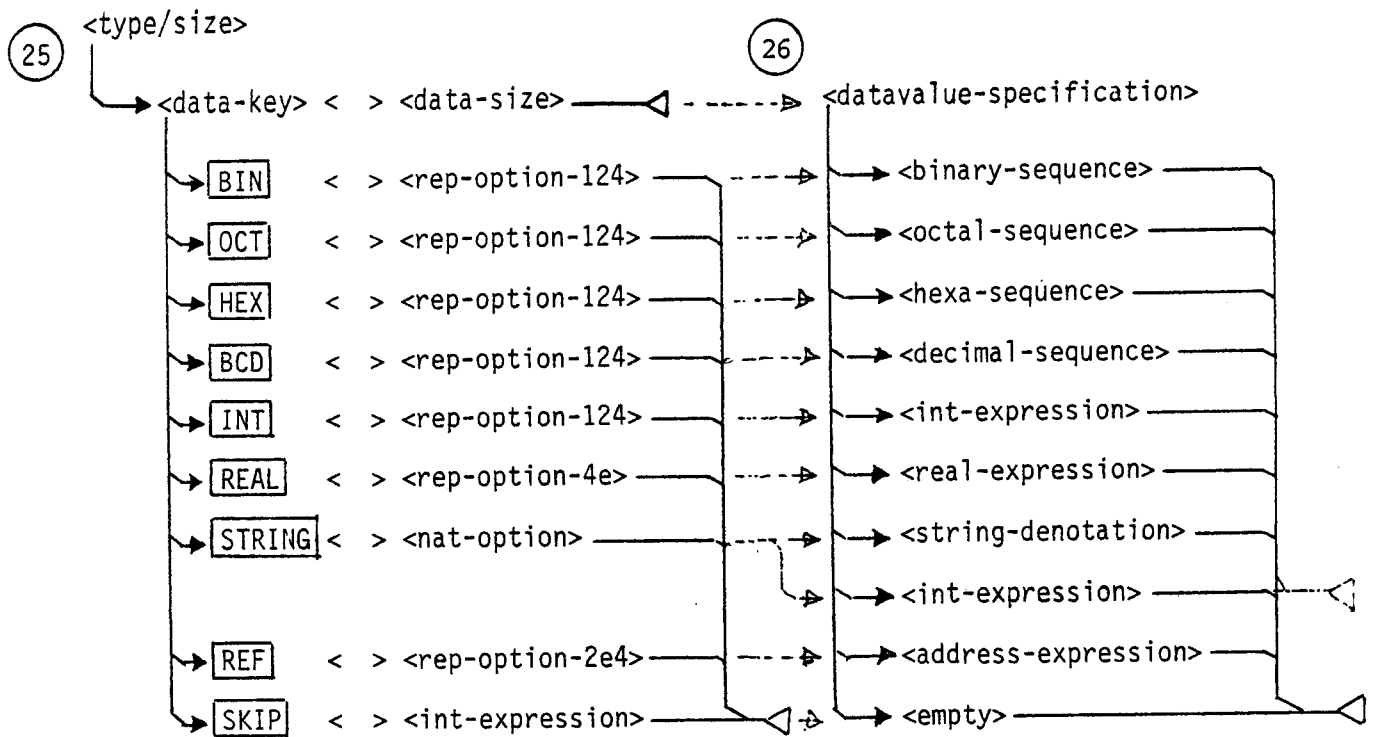 <type/size>
25
26
<data-key> < > <data-size> <datavalue-specification>
BIN < > <rep-option-124> <binary-sequence>
OCT < > <rep-option-124> <octal-sequence>
HEX < > <rep-option-124> <hexa-sequence>
BCD < > <rep-option-124> <decimal-sequence>
INT < > <rep-option-124> <int-expression>
REAL < > <rep-option-4e> <real-expression>
STRING < > <nat-option> <string-denotation>
<int-expression>
REF < > <rep-option-2e4> <address-expression>
SKIP < > <int-expression> <empty>